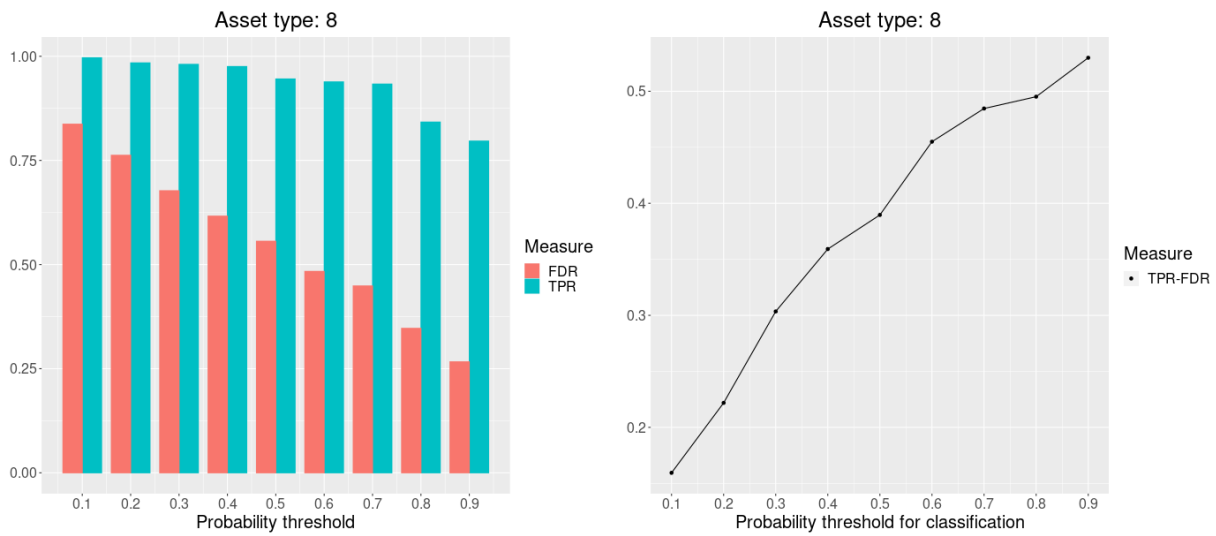 Asset type: 8
1.00
0.75
0.50
0.25
0.00
0.1 0.2 0.3 0.4 0.5 0.6 0.7 0.8 0.9
Probability threshold
Measure
FDR
TPR
Asset type: 8
0.5
0.4
0.3
0.2
0.1 0.2 0.3 0.4 0.5 0.6 0.7 0.8 0.9
Probability threshold for classification
Measure
TPR-FDR